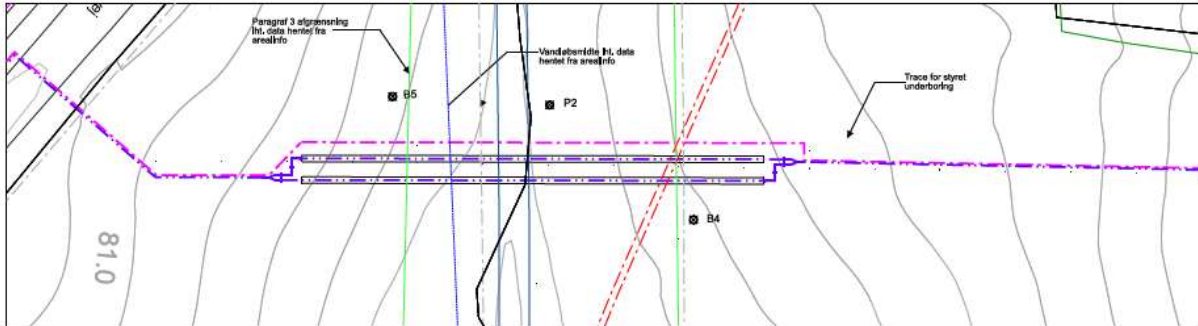 Paragraf 3 afgrænsning
Iht. data hentet fra
arealinfo
Vandløbsmidte iht. data
hentet fra arealinfo
Trace for styret
underboring
B5
P2
B4
81.0